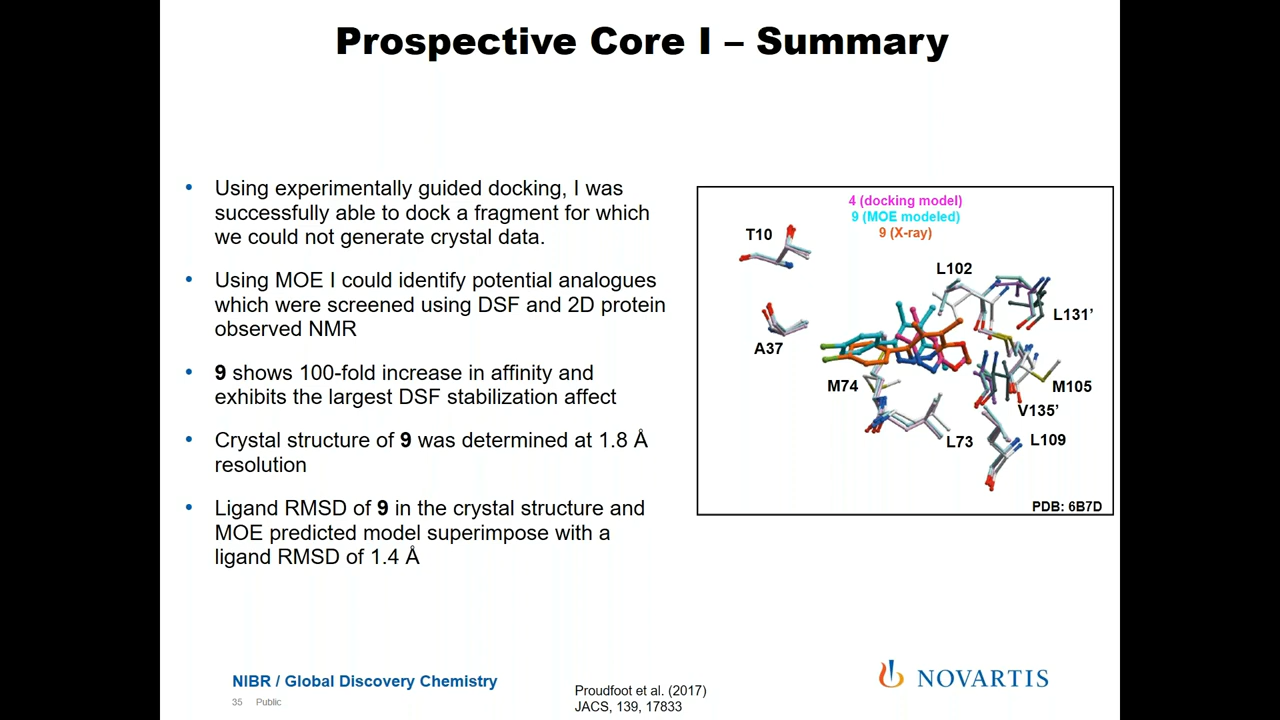 Prospective Core I – Summary
• Using experimentally guided docking, I was
successfully able to dock a fragment for which
we could not generate crystal data.
• Using MOE I could identify potential analogues
which were screened using DSF and 2D protein
observed NMR
• 9 shows 100-fold increase in affinity and
exhibits the largest DSF stabilization affect
• Crystal structure of 9 was determined at 1.8 Å
resolution
• Ligand RMSD of 9 in the crystal structure and
MOE predicted model superimpose with a
ligand RMSD of 1.4 Å
4 (docking model)
9 (MOE modeled)
9 (X-ray)
T10
L102
L131’
A37
M74
M105
V135’
L73
L109
PDB: 6B7D
NIBR / Global Discovery Chemistry
35 Public
Proudfoot et al. (2017)
JACS, 139, 17833
NOVARTIS